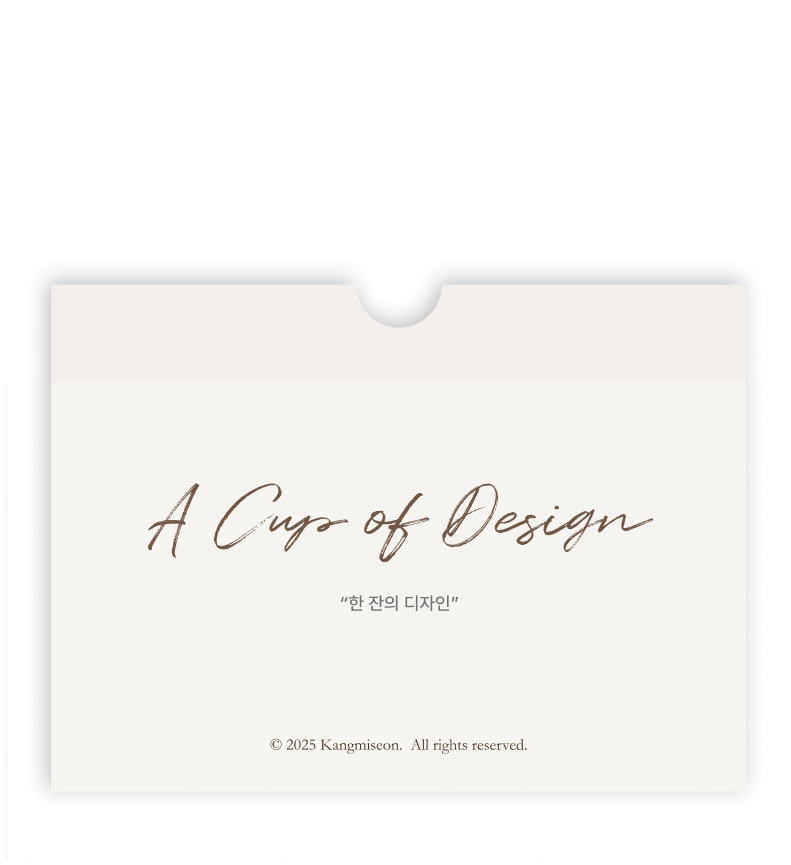 A Cup of Design
“한 잔의 디자인”
© 2025 Kangmiseon.  All rights reserved.